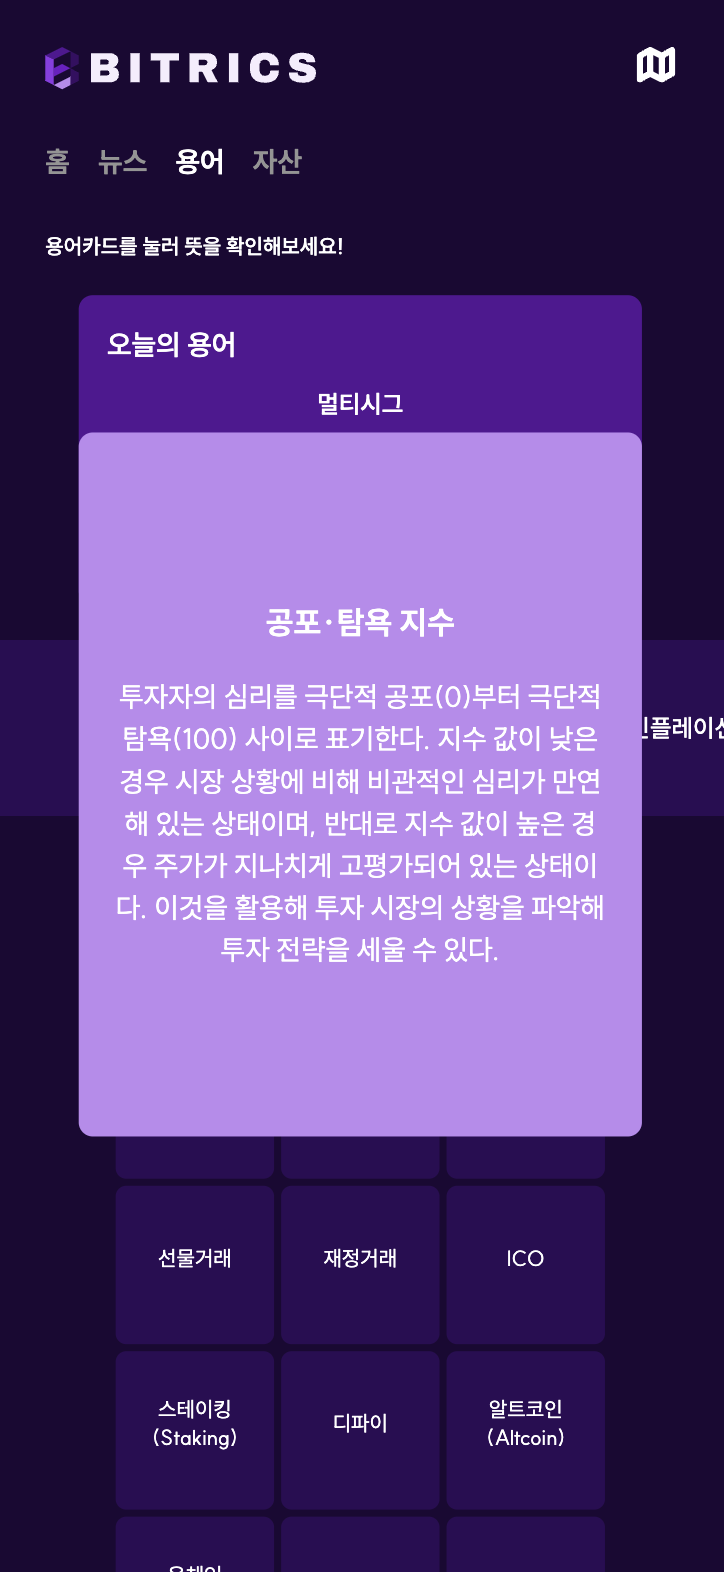 BITRICS
홈 뉴스 용어 자산
용어카드를 눌러 뜻을 확인해보세요!
오늘의 용어
멀티시그
공포·탐욕 지수
투자자의 심리를 극단적 공포(0)부터 극단적
탐욕(100) 사이로 표기한다. 지수 값이 낮은
경우 시장 상황에 비해 비관적인 심리가 만연
해 있는 상태이며, 반대로 지수 값이 높은 경
우 주가가 지나치게 고평가되어 있는 상태이
다. 이것을 활용해 투자 시장의 상황을 파악해
투자 전략을 세울 수 있다.
선물거래 재정거래 ICO
스테이킹
(Staking)
디파이
알트코인
(Altcoin)